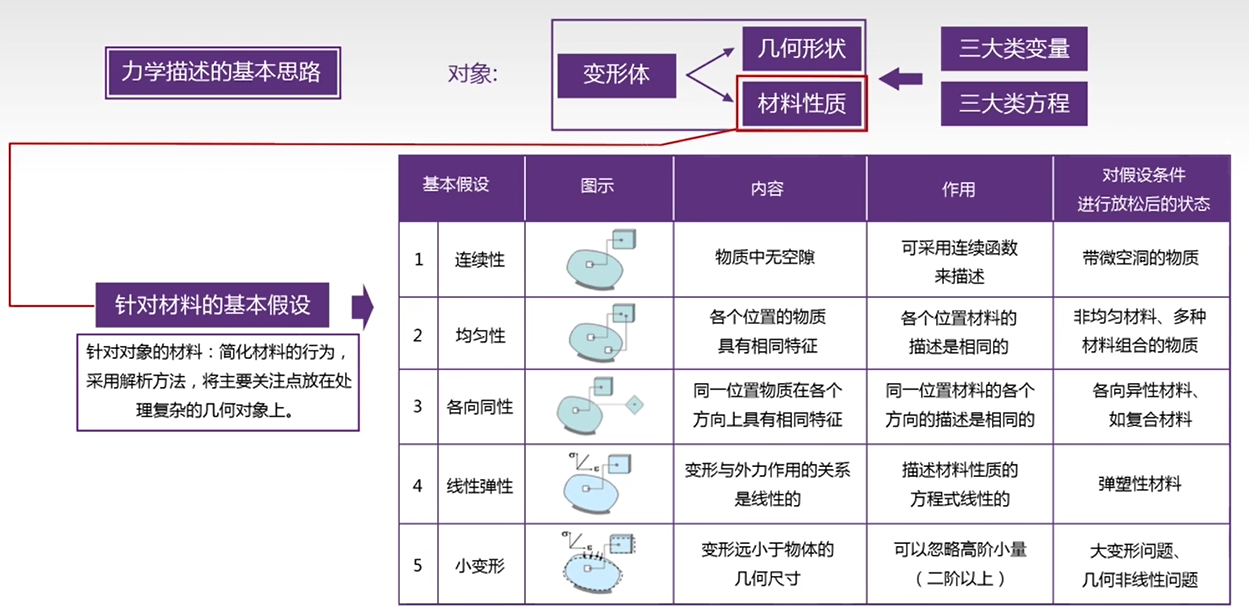 力学描述的基本思路
对象:
变形体
几何形状
材料性质
三大类变量
三大类方程
针对材料的基本假设
针对对象的材料：简化材料的行为，
采用解析方法，将主要关注点放在处
理复杂的几何对象上。
基本假设
图示
内容
作用
对假设条件
进行放松后的状态
1
连续性
物质中无空隙
可采用连续函数
来描述
带微空洞的物质
2
均匀性
各个位置的物质
具有相同特征
各个位置材料的
描述是相同的
非均匀材料、多种
材料组合的物质
3
各向同性
同一位置物质在各个
方向上具有相同特征
同一位置材料的各个
方向的描述是相同的
各向异性材料、
如复合材料
4
线性弹性
σ
ε
变形与外力作用的关系
是线性的
描述材料性质的
方程式线性的
弹塑性材料
5
小变形
σ
ε
变形远小于物体的
几何尺寸
可以忽略高阶小量
（二阶以上）
大变形问题、
几何非线性问题